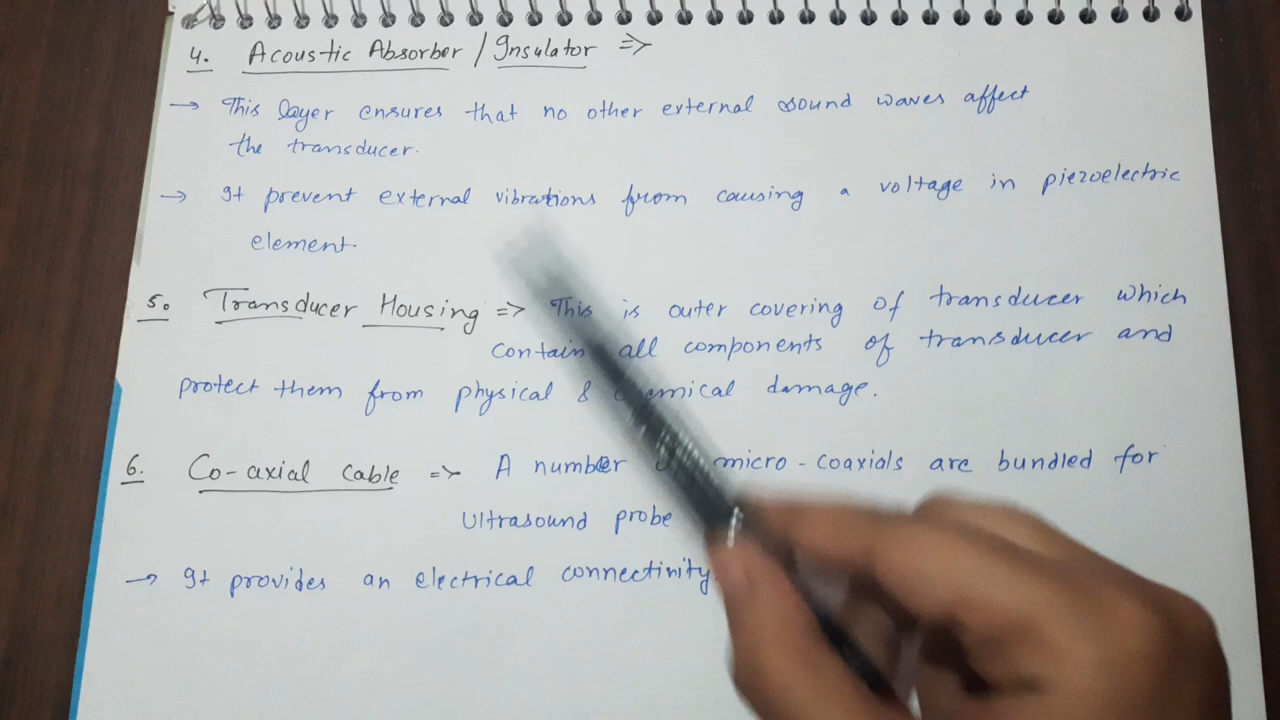 4. Acoustic Absorber / Insulator =>
→ This layer ensures that no other external sound waves affect
the transducer.
→ It prevent external vibrations from causing a voltage in piezoelectric
element.
5. Transducer Housing => This is outer covering of transducer which
contain all components of transducer and
protect them from physical & chemical damage.
6. Co-axial cable => A number micro-coaxials are bundled for
Ultrasound probe
→ It provides an electrical connectinity.